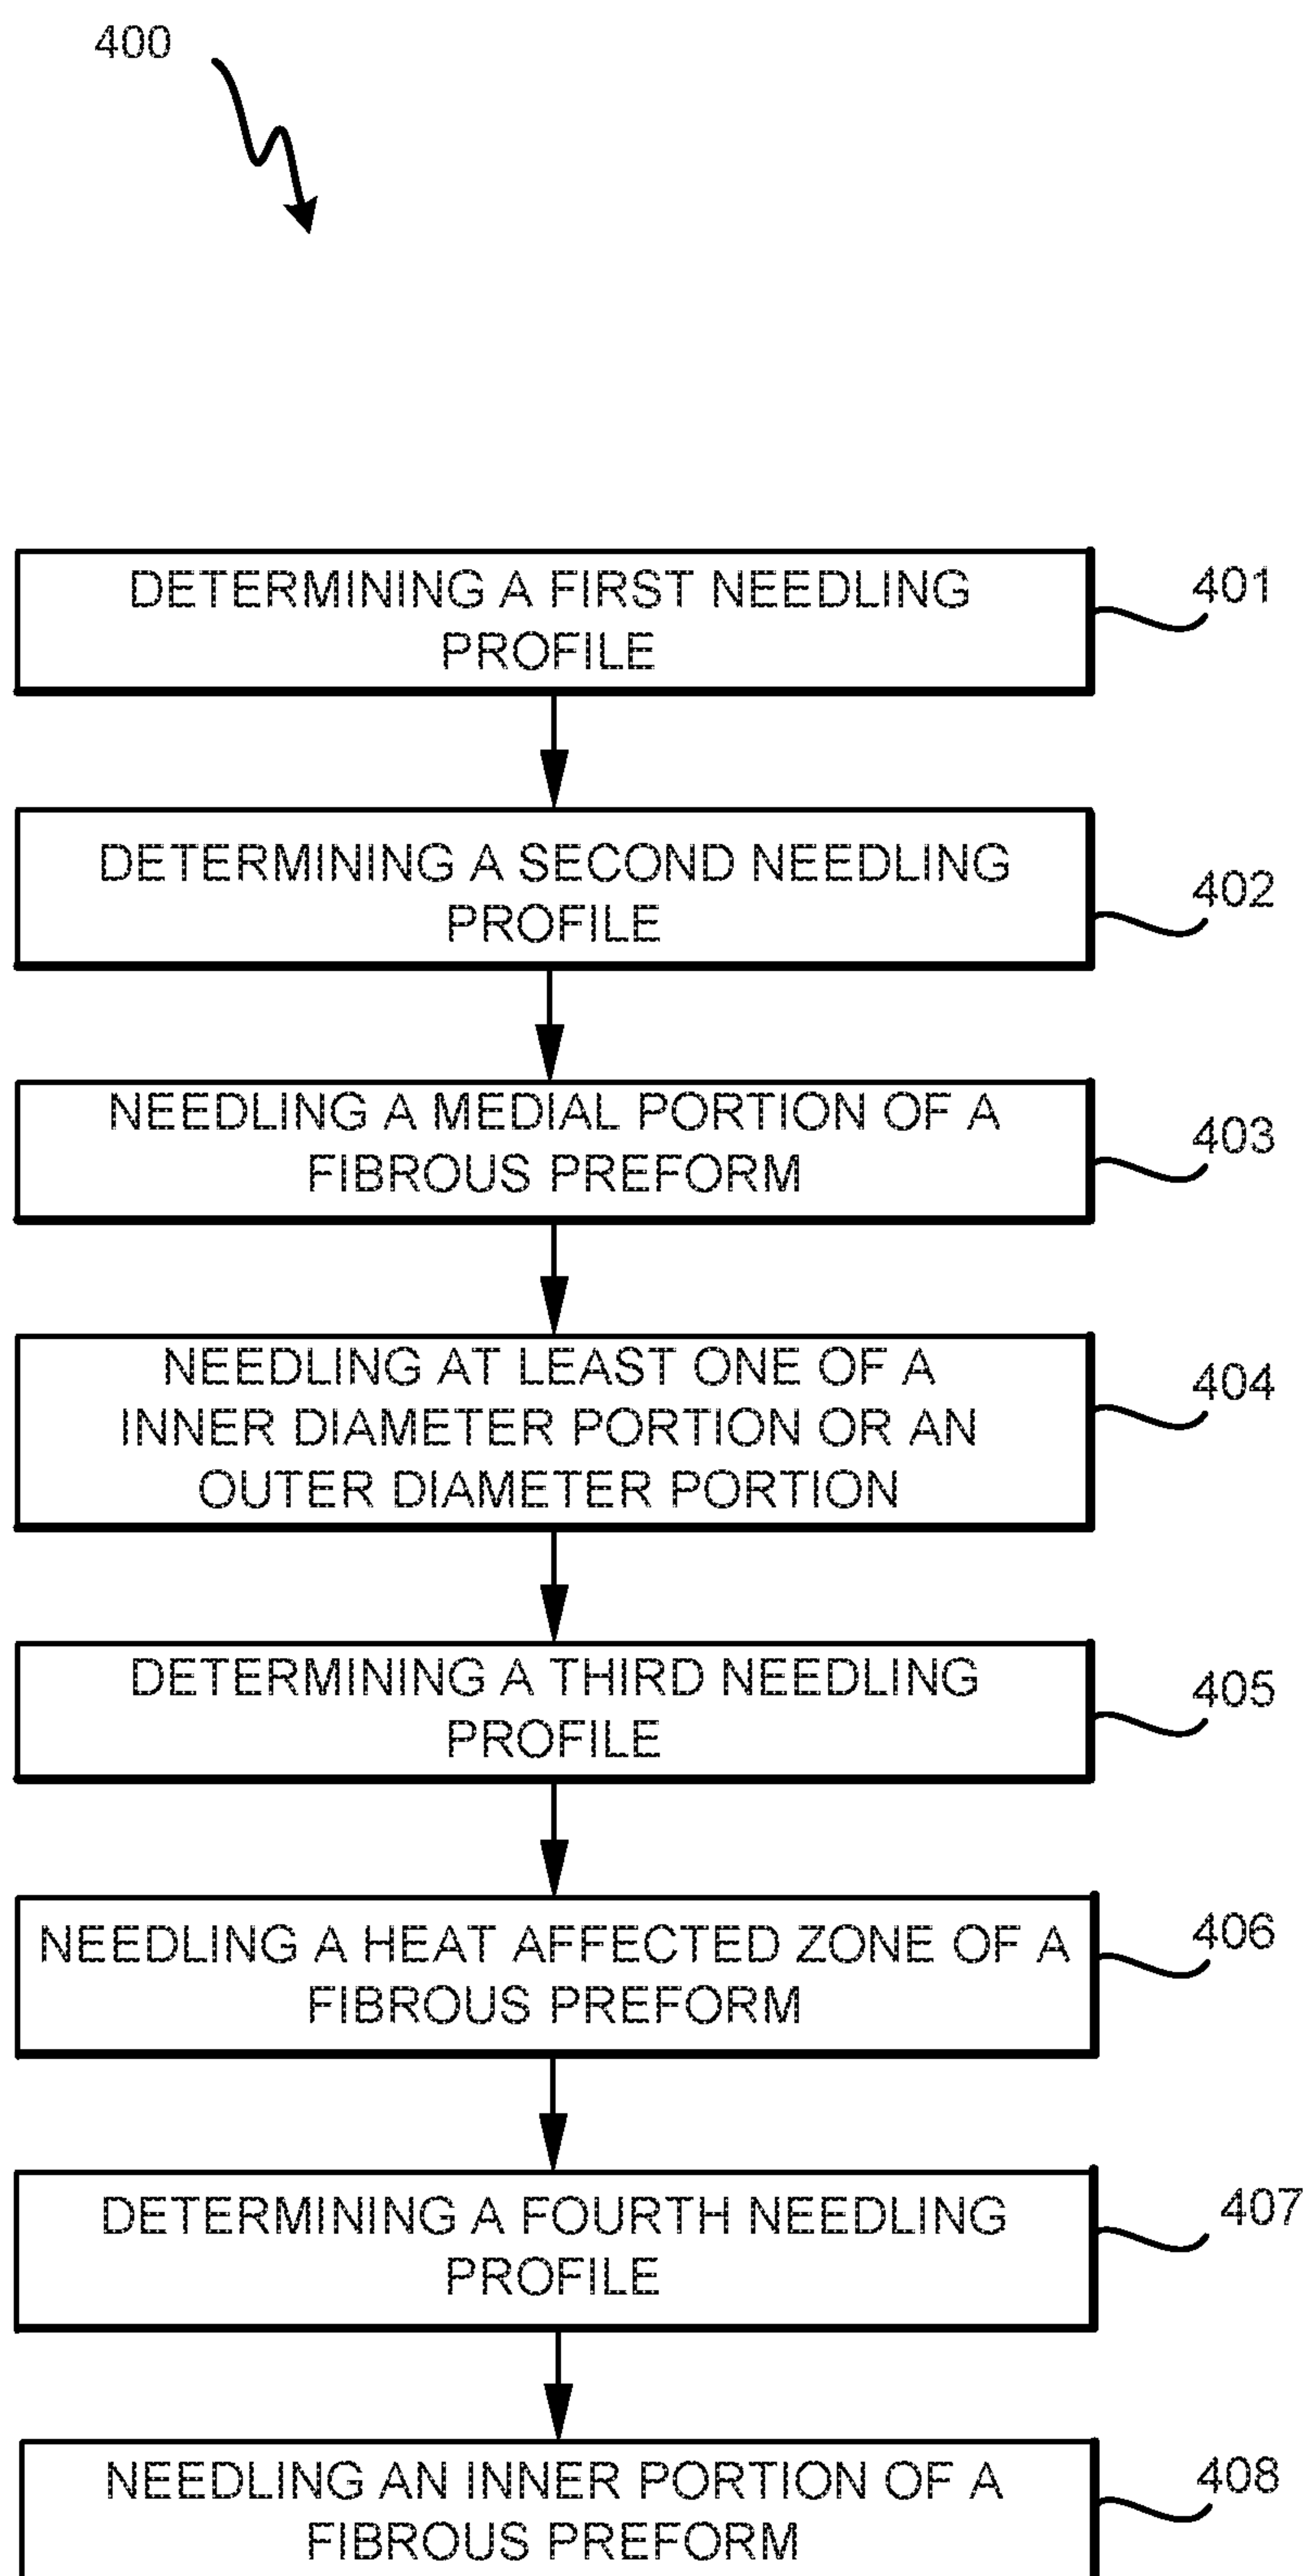 400
DETERMINING A FIRST NEEDLING
PROFILE
401
DETERMINING A SECOND NEEDLING
PROFILE
402
NEEDLING A MEDIAL PORTION OF A
FIBROUS PREFORM
403
NEEDLING AT LEAST ONE OF A
INNER DIAMETER PORTION OR AN
OUTER DIAMETER PORTION
404
DETERMINING A THIRD NEEDLING
PROFILE
405
NEEDLING A HEAT AFFECTED ZONE OF A
FIBROUS PREFORM
406
DETERMINING A FOURTH NEEDLING
PROFILE
407
NEEDLING AN INNER PORTION OF A
FIBROUS PREFORM
408